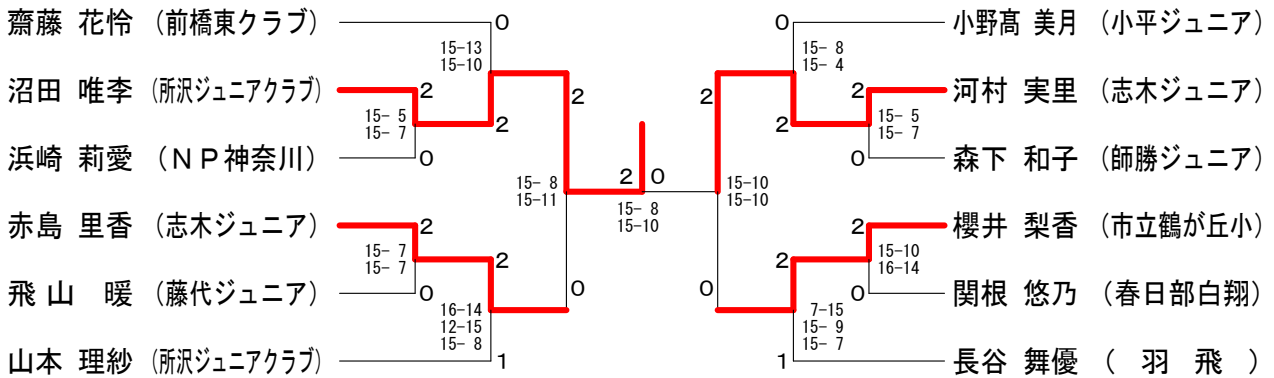 齋藤 花怜 (前橋東クラブ) 0 0 小野髙 美月 (小平ジュニア)
15-13 15- 8
15-10 15- 4
沼田 唯李 (所沢ジュニアクラブ) 2 2 2 2 河村 実里 (志木ジュニア)
15- 5 2 2 15- 5
15- 7 15- 7
浜崎 莉愛 (NP神奈川) 0 0 森下 和子 (師勝ジュニア)
15- 8 2 0 15-10
15-11 15- 8 15-10
15-10
赤島 里香 (志木ジュニア) 2 2 櫻井 梨香 (市立鶴が丘小)
15- 7 2 2 15-10
15- 7 16-14
飛山 暖 (藤代ジュニア) 0 0 0 0 関根 悠乃 (春日部白翔)
16-14 7-15
12-15 15- 9
15- 8 15- 7
山本 理紗 (所沢ジュニアクラブ) 1 1 長谷 舞優 (羽飛)